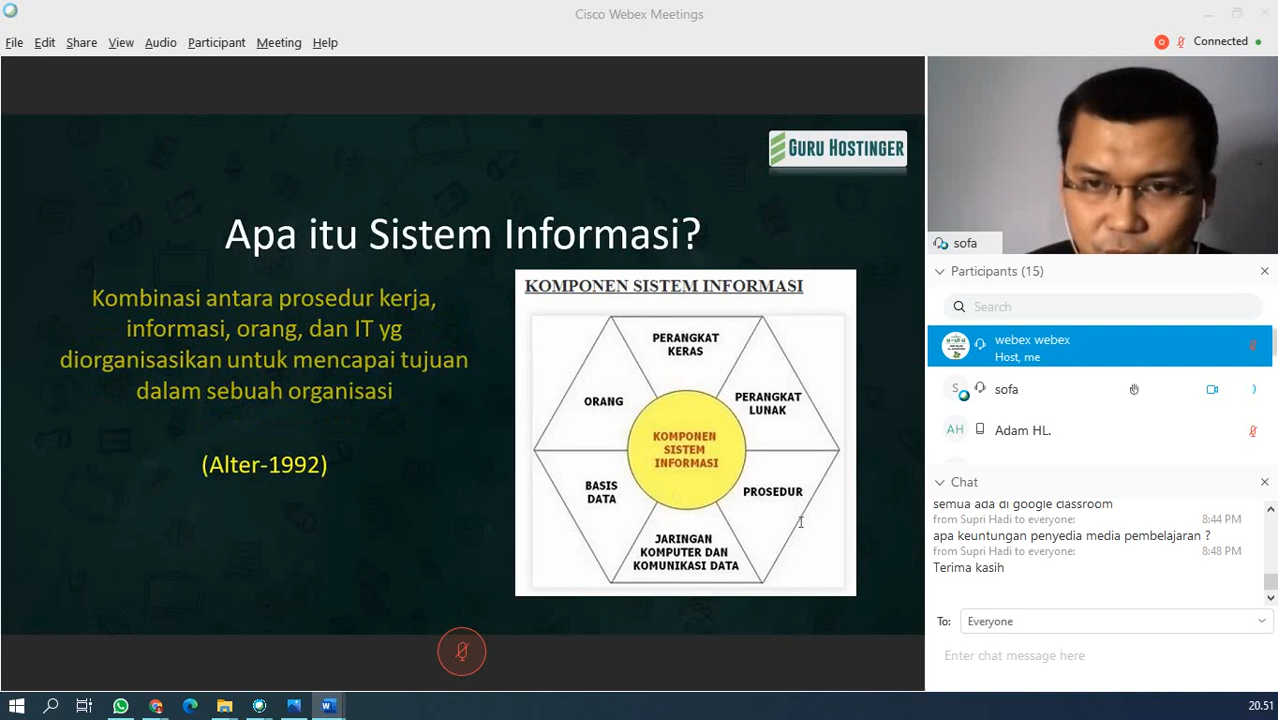 Cisco Webex Meetings
File Edit Share View Audio Participant Meeting Help
Connected
GURU HOSTINGER
Apa itu Sistem Informasi?
Kombinasi antara prosedur kerja,
informasi, orang, dan IT yg
diorganisasikan untuk mencapai tujuan
dalam sebuah organisasi
(Alter-1992)
KOMPONEN SISTEM INFORMASI
PERANGKAT
KERAS
ORANG
PERANGKAT
LUNAK
KOMPONEN
SISTEM
INFORMASI
BASIS
DATA
PROSEDUR
JARINGAN
KOMPUTER DAN
KOMUNIKASI DATA
sofa
Participants (15)
Search
webex webex
Host, me
S
sofa
AH
Adam HL.
Chat
semua ada di google classroom
from Supri Hadi to everyone: 8:44 PM
apa keuntungan penyedia media pembelajaran ?
from Supri Hadi to everyone: 8:48 PM
Terima kasih
To: Everyone
Enter chat message here
20.51